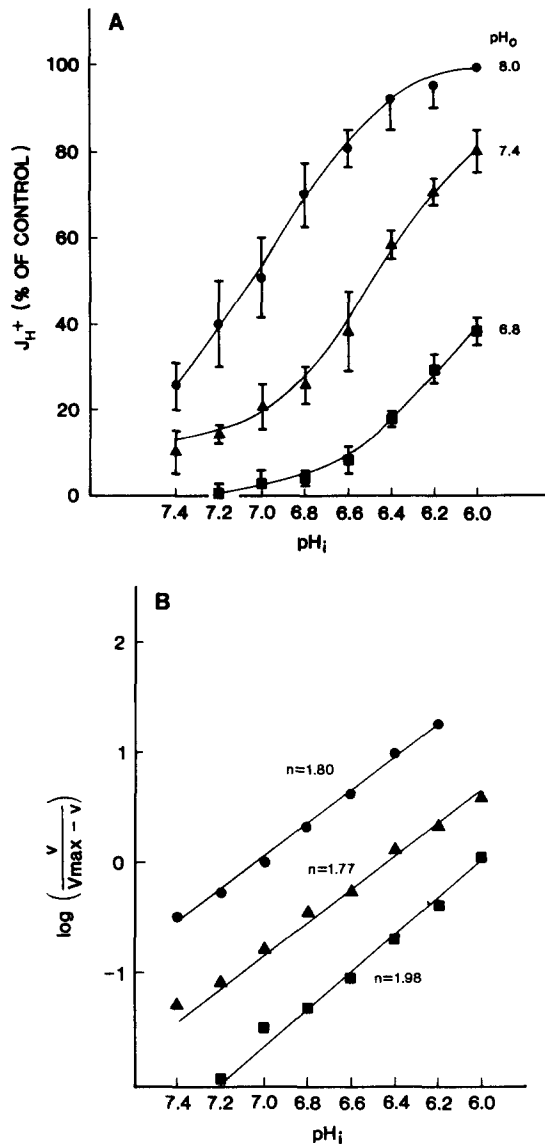 A
pHo
8.0
7.4
6.8
JH+ (% OF CONTROL)
100
80
60
40
20
0
7.4 7.2 7.0 6.8 6.6 6.4 6.2 6.0
pHi
B
log (v / Vmax - v)
2
1
0
-1
n=1.80
n=1.77
n=1.98
7.4 7.2 7.0 6.8 6.6 6.4 6.2 6.0
pHi